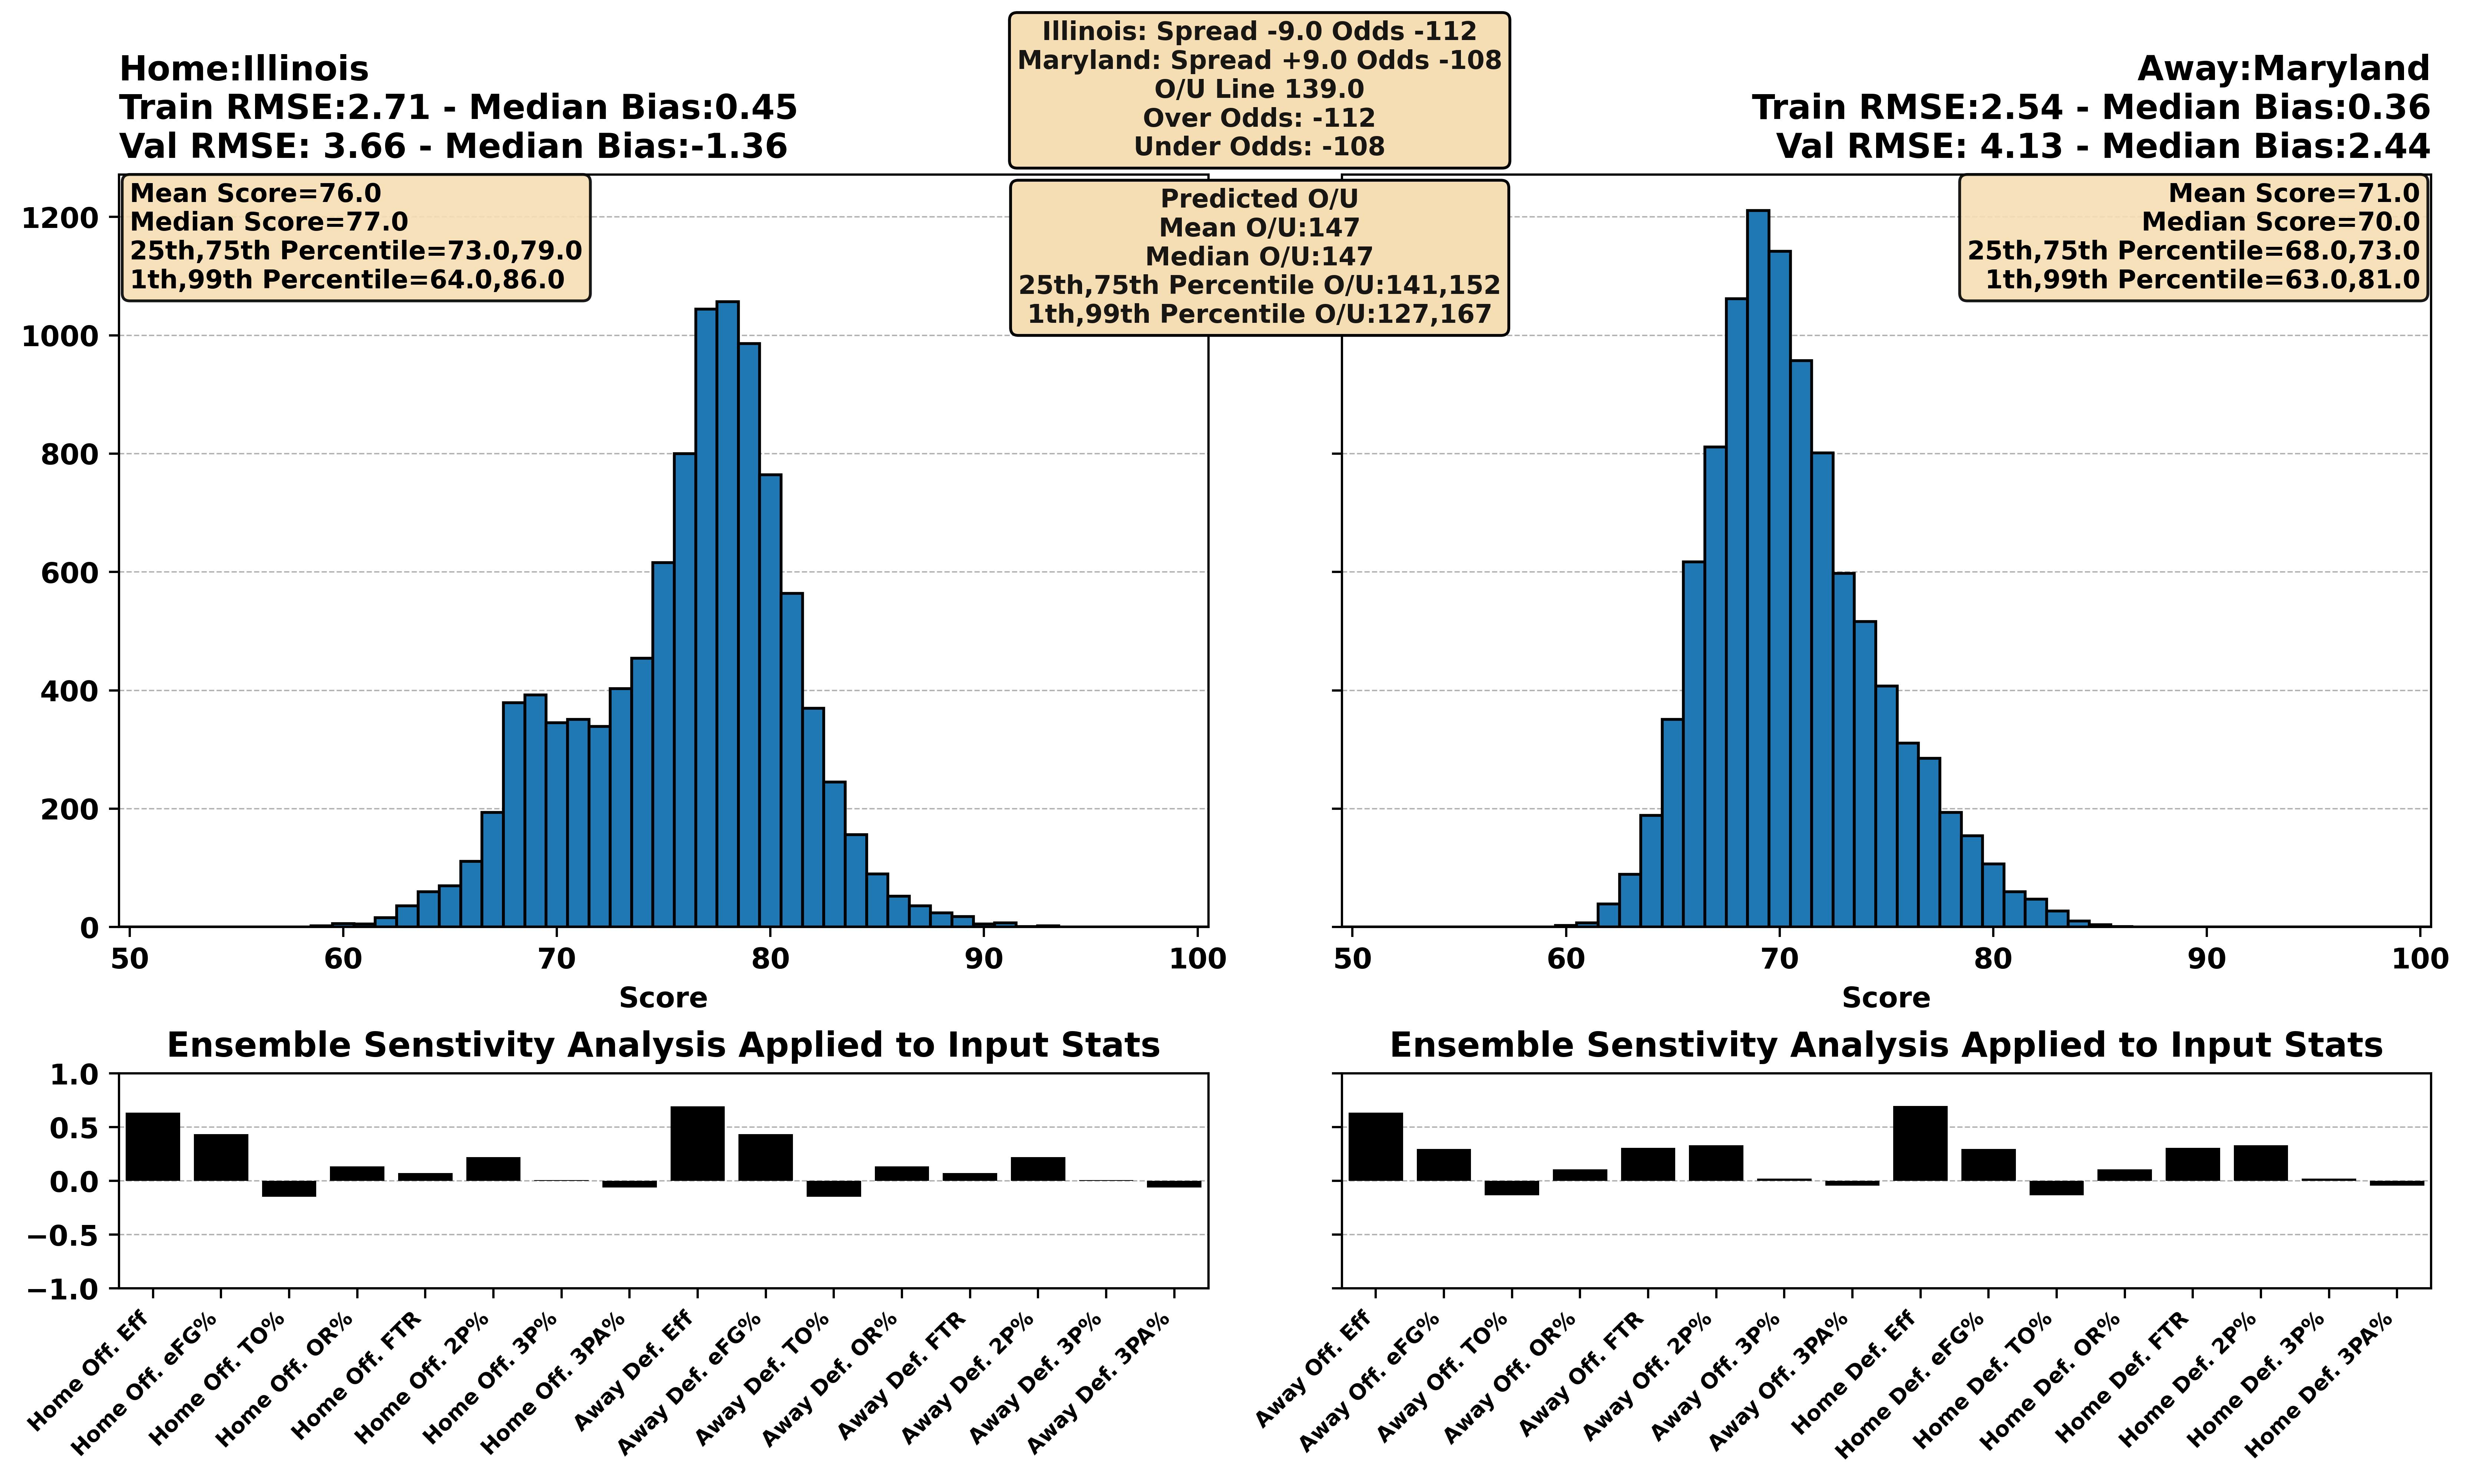 Illinois: Spread -9.0 Odds -112
Maryland: Spread +9.0 Odds -108
O/U Line 139.0
Over Odds: -112
Under Odds: -108
Home:Illinois
Train RMSE:2.71 - Median Bias:0.45
Val RMSE: 3.66 - Median Bias:-1.36
Away:Maryland
Train RMSE:2.54 - Median Bias:0.36
Val RMSE: 4.13 - Median Bias:2.44
Mean Score=76.0
Median Score=77.0
25th,75th Percentile=73.0,79.0
1th,99th Percentile=64.0,86.0
Predicted O/U
Mean O/U:147
Median O/U:147
25th,75th Percentile O/U:141,152
1th,99th Percentile O/U:127,167
Mean Score=71.0
Median Score=70.0
25th,75th Percentile=68.0,73.0
1th,99th Percentile=63.0,81.0
1200
1000
800
600
400
200
0
50 60 70 80 90 100
Score
50 60 70 80 90 100
Score
Ensemble Senstivity Analysis Applied to Input Stats
Ensemble Senstivity Analysis Applied to Input Stats
1.0
0.5
0.0
−0.5
−1.0
Home Off. Eff
Home Off. eFG%
Home Off. TO%
Home Off. OR%
Home Off. FTR
Home Off. 2P%
Home Off. 3P%
Home Off. 3PA%
Away Def. Eff
Away Def. eFG%
Away Def. TO%
Away Def. OR%
Away Def. FTR
Away Def. 2P%
Away Def. 3P%
Away Def. 3PA%
Away Off. Eff
Away Off. eFG%
Away Off. TO%
Away Off. OR%
Away Off. FTR
Away Off. 2P%
Away Off. 3P%
Away Off. 3PA%
Home Def. Eff
Home Def. eFG%
Home Def. TO%
Home Def. OR%
Home Def. FTR
Home Def. 2P%
Home Def. 3P%
Home Def. 3PA%